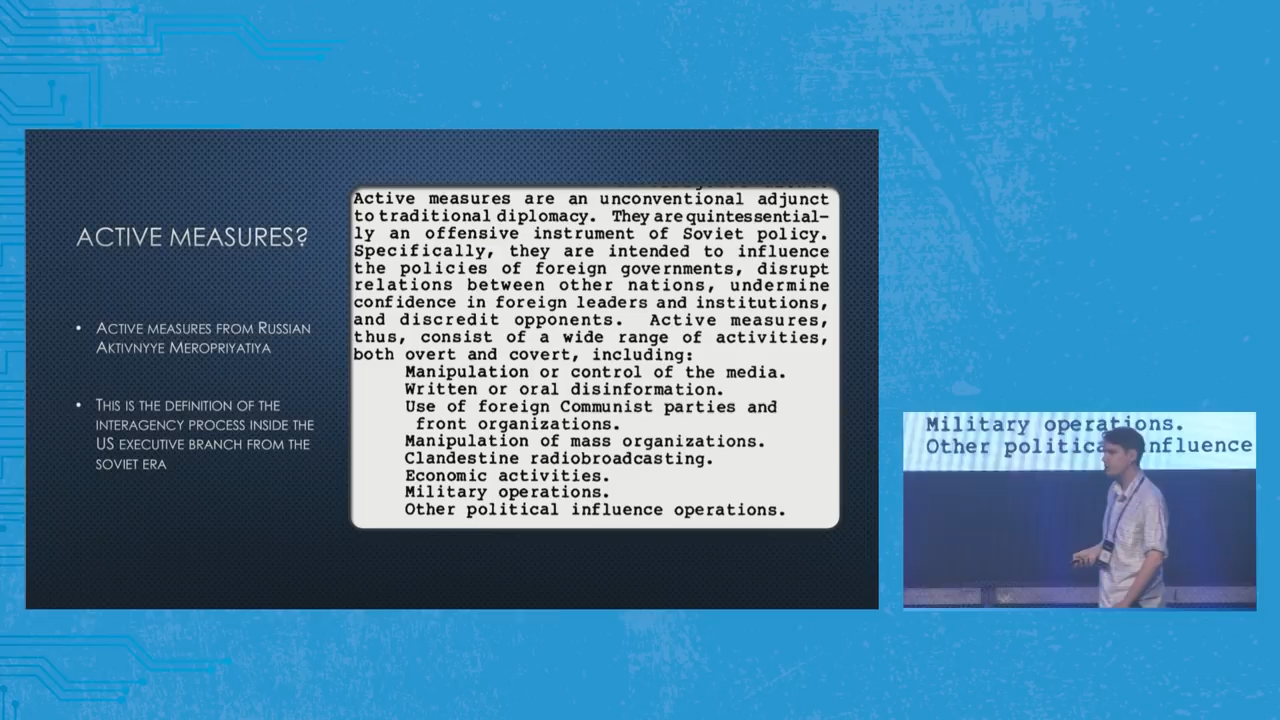 ACTIVE MEASURES?
• ACTIVE MEASURES FROM RUSSIAN
AKTIVNYYE MEROPRIYATIYA
• THIS IS THE DEFINITION OF THE
INTERAGENCY PROCESS INSIDE THE
US EXECUTIVE BRANCH FROM THE
SOVIET ERA
Active measures are an unconventional adjunct
to traditional diplomacy. They are quintessential-
ly an offensive instrument of Soviet policy.
Specifically, they are intended to influence
the policies of foreign governments, disrupt
relations between other nations, undermine
confidence in foreign leaders and institutions,
and discredit opponents. Active measures,
thus, consist of a wide range of activities,
both overt and covert, including:
Manipulation or control of the media.
Written or oral disinformation.
Use of foreign Communist parties and
front organizations.
Manipulation of mass organizations.
Clandestine radiobroadcasting.
Economic activities.
Military operations.
Other political influence operations.
Military operations.
Other political influence